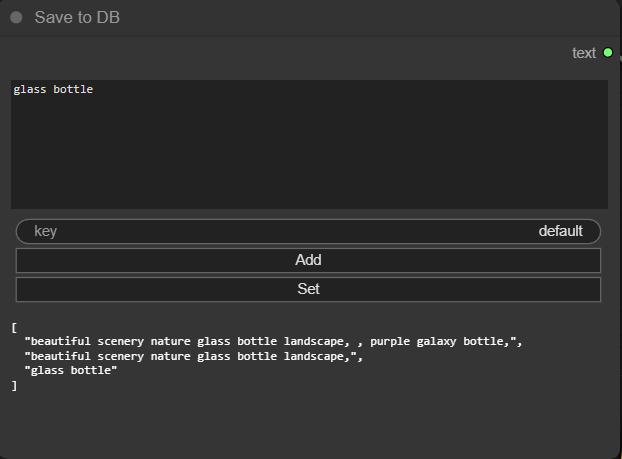 Save to DB
text
glass bottle
key default
Add
Set
[
  "beautiful scenery nature glass bottle landscape, , purple galaxy bottle,",
  "beautiful scenery nature glass bottle landscape,",
  "glass bottle"
]